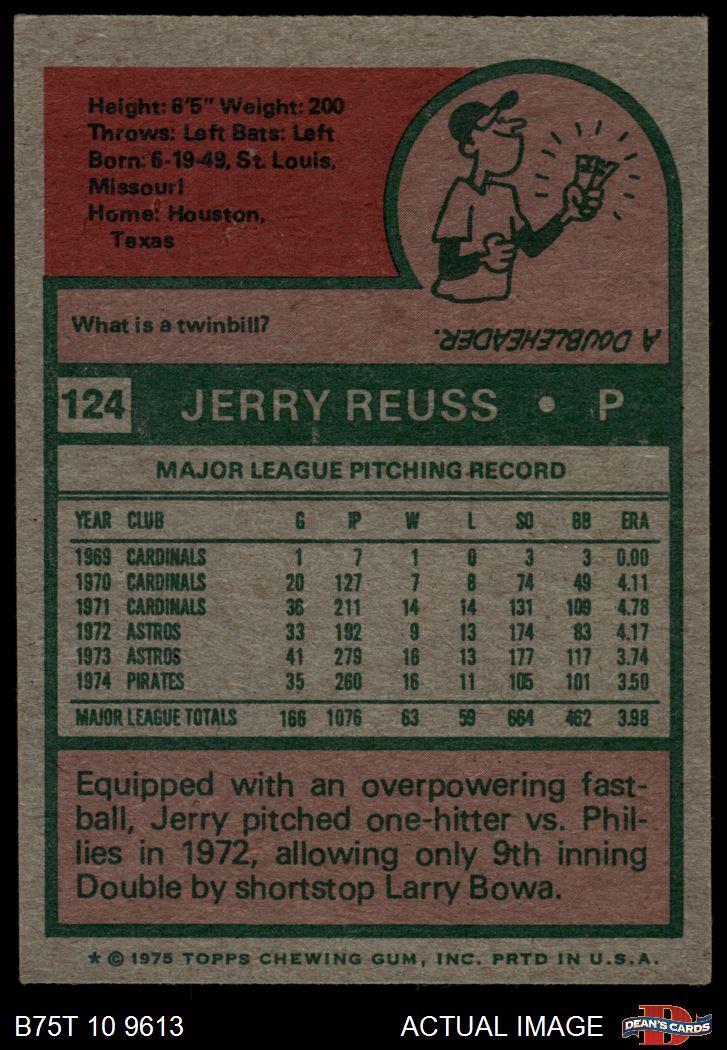 Height: 6'5" Weight: 200
Throws: Left Bats: Left
Born: 6-19-49, St. Louis,
Missouri
Home: Houston,
Texas
What is a twinbill?
A DOUBLEHEADER.
124 JERRY REUSS • P
MAJOR LEAGUE PITCHING RECORD
YEAR CLUB G IP W L SO BB ERA
1969 CARDINALS 1 7 1 0 3 3 0.00
1970 CARDINALS 20 127 7 8 74 49 4.11
1971 CARDINALS 36 211 14 14 131 109 4.78
1972 ASTROS 33 192 9 13 174 83 4.17
1973 ASTROS 41 279 16 13 177 117 3.74
1974 PIRATES 35 260 16 11 105 101 3.50
MAJOR LEAGUE TOTALS 166 1076 63 59 664 462 3.98
Equipped with an overpowering fast-
ball, Jerry pitched one-hitter vs. Phil-
lies in 1972, allowing only 9th inning
Double by shortstop Larry Bowa.
* © 1975 TOPPS CHEWING GUM, INC. PRTD IN U.S.A.
B75T 10 9613 ACTUAL IMAGE D DEAN'S CARDS